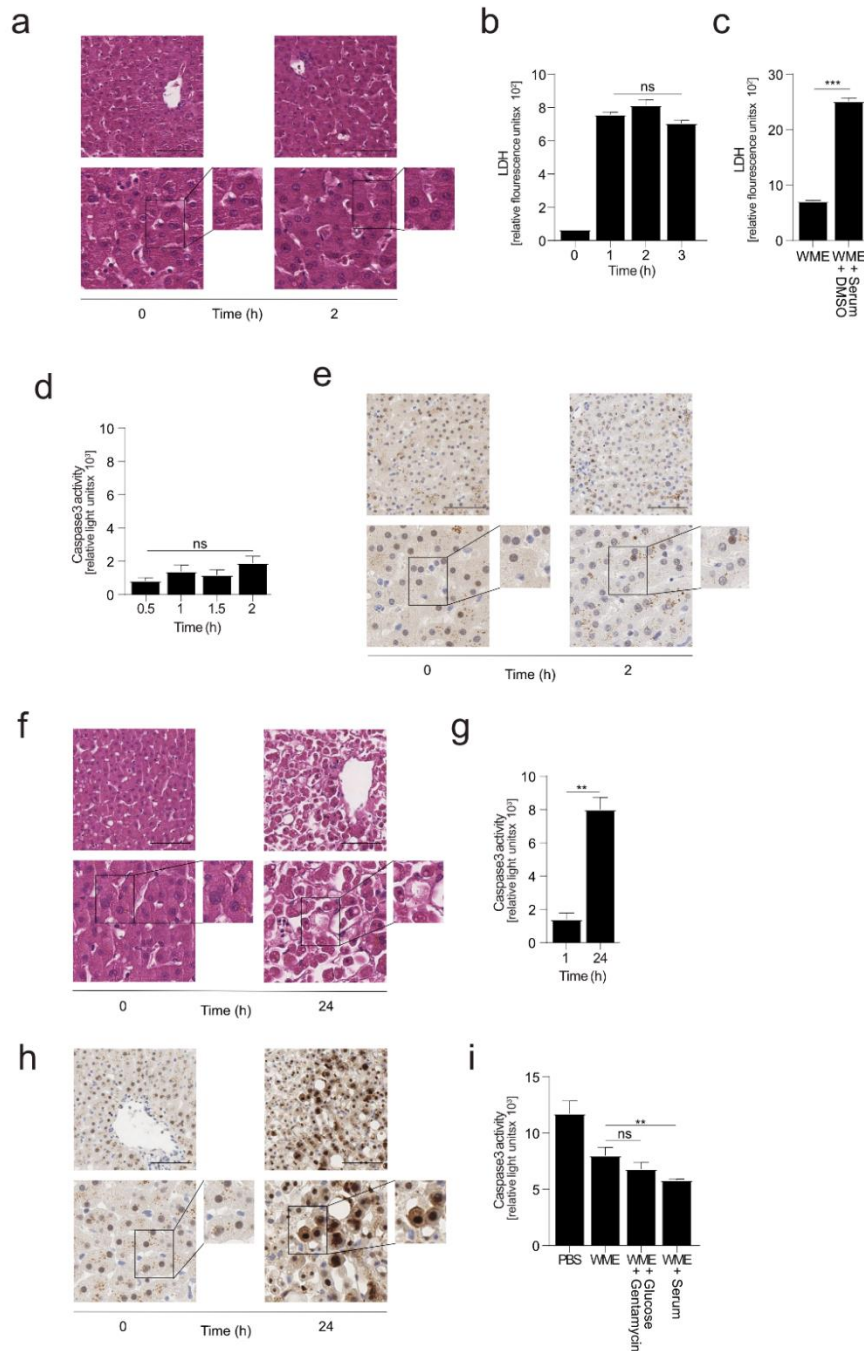 a
0 Time (h) 2
b
LDH
[relative flourescence unitsx 10²]
10
8
6
4
2
0
ns
0 1 2 3
Time (h)
c
LDH
[relative flourescence unitsx 10²]
30
20
10
0
***
WME
WME + Serum
+ DMSO
d
Caspase3 activity
[relative light unitsx 10³]
10
8
6
4
2
0
ns
0.5 1 1.5 2
Time (h)
e
0 Time (h) 2
f
0 Time (h) 24
g
Caspase3 activity
[relative light unitsx 10³]
10
8
6
4
2
0
**
1 24
Time (h)
h
0 Time (h) 24
i
Caspase3 activity
[relative light unitsx 10³]
15
10
5
0
**
ns
PBS
WME
WME + Glucose
+ Gentamycin
WME + Serum